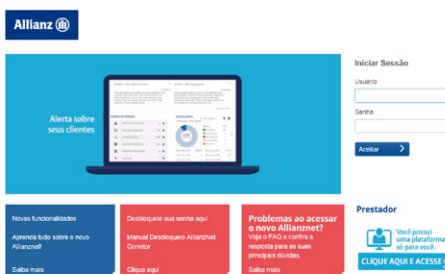 Allianz
Alerta sobre
seus clientes
Iniciar Sessão
Usuário
Senha
Aceitar
Novas funcionalidades
Aprenda tudo sobre o novo
Allianznet!
Saiba mais
Desbloqueie sua senha aqui
Manual Desbloqueio AllianzNet
Corretor
Clique aqui
Problemas ao acessar
o novo Allianznet?
Veja o FAQ e confira a
resposta para as suas
principais dúvidas.
Saiba mais
Prestador
Você possui
uma plataforma
só para você.
CLIQUE AQUI E ACESSE